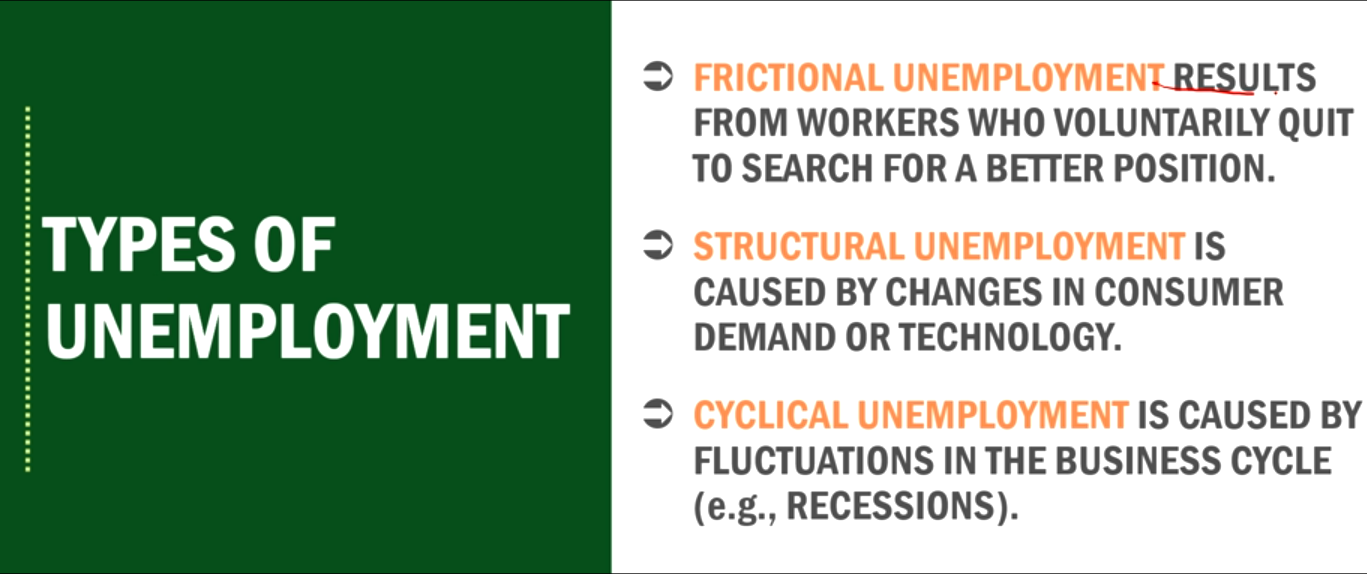 TYPES OF
UNEMPLOYMENT
FRICTIONAL UNEMPLOYMENT RESULTS
FROM WORKERS WHO VOLUNTARILY QUIT
TO SEARCH FOR A BETTER POSITION.
STRUCTURAL UNEMPLOYMENT IS
CAUSED BY CHANGES IN CONSUMER
DEMAND OR TECHNOLOGY.
CYCLICAL UNEMPLOYMENT IS CAUSED BY
FLUCTUATIONS IN THE BUSINESS CYCLE
(e.g., RECESSIONS).